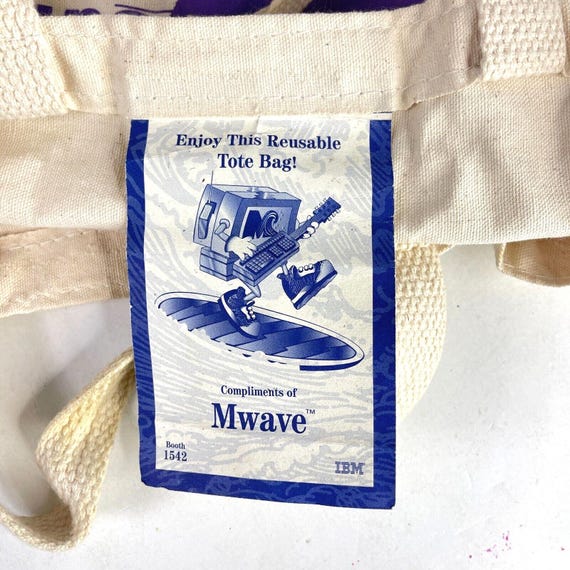 Enjoy This Reusable
Tote Bag!
M
Compliments of
Mwave™
Booth
1542
IBM